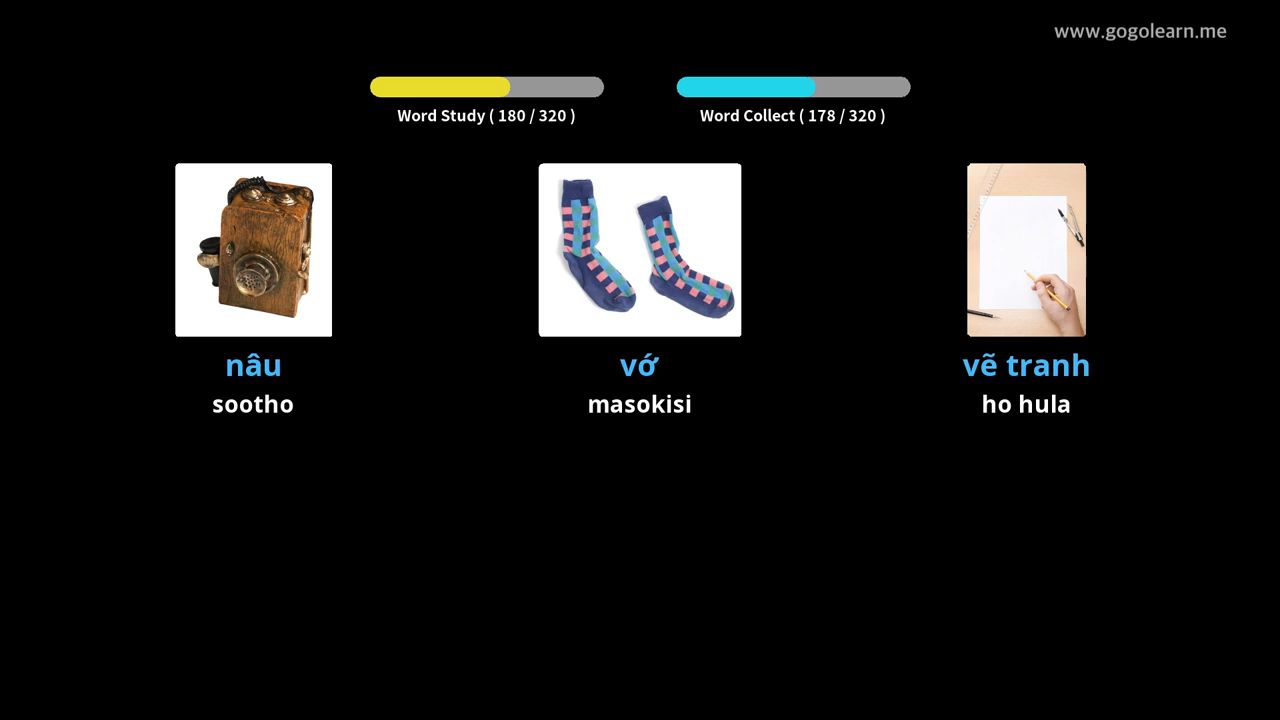 www.gogolearn.me
Word Study ( 180 / 320 )
Word Collect ( 178 / 320 )
nâu
sootho
vớ
masokisi
vẽ tranh
ho hula